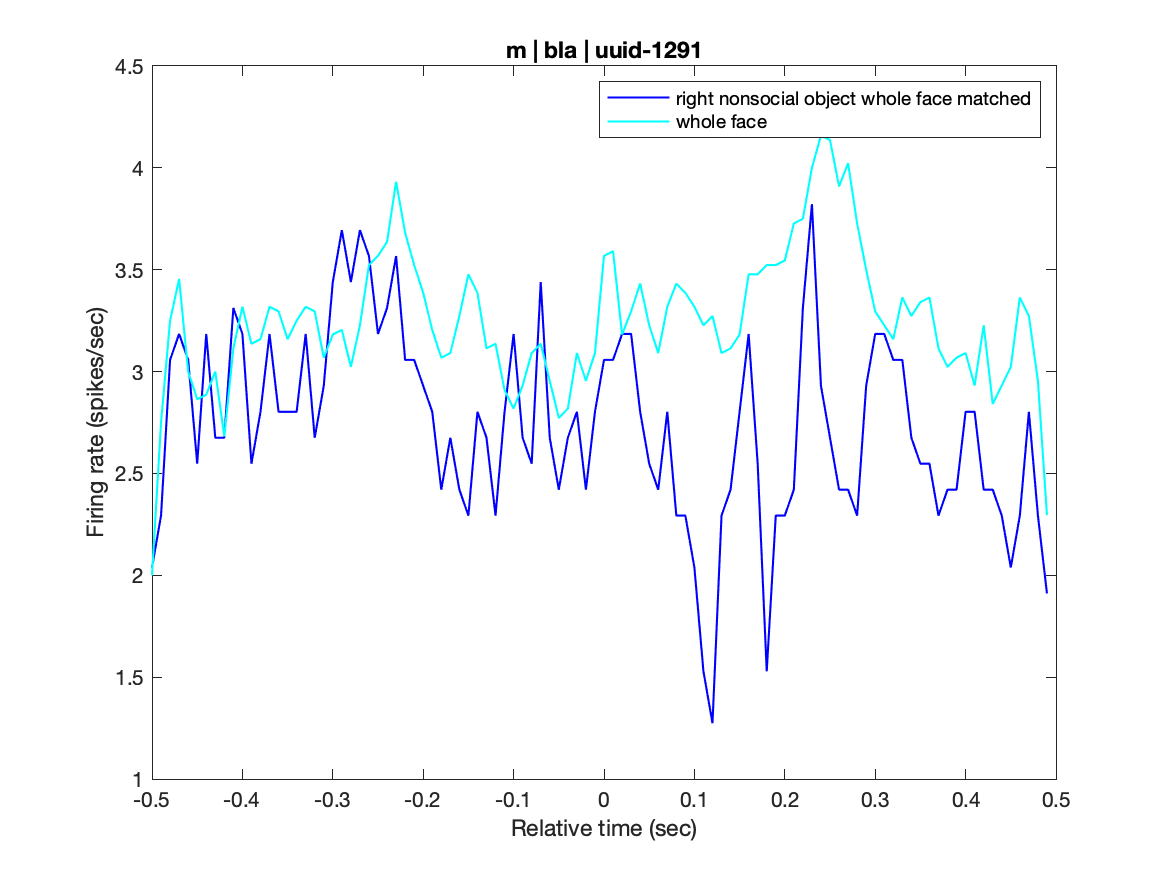 m | bla | uuid-1291
right nonsocial object whole face matched
whole face
Firing rate (spikes/sec)
4.5
4
3.5
3
2.5
2
1.5
1
-0.5 -0.4 -0.3 -0.2 -0.1 0 0.1 0.2 0.3 0.4 0.5
Relative time (sec)